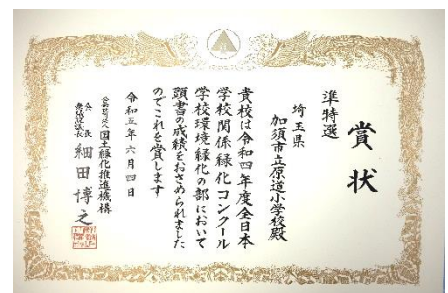 賞状
準特選
埼玉県
加須市立原道小学校殿
貴校は令和四年度全日本
学校関係緑化コンクール
学校環境緑化の部において
頭書の成績をおさめられました
のでこれを賞します
令和五年六月四日
公益社団法人 国土緑化推進機構
会長
衆議院議長
細田博之